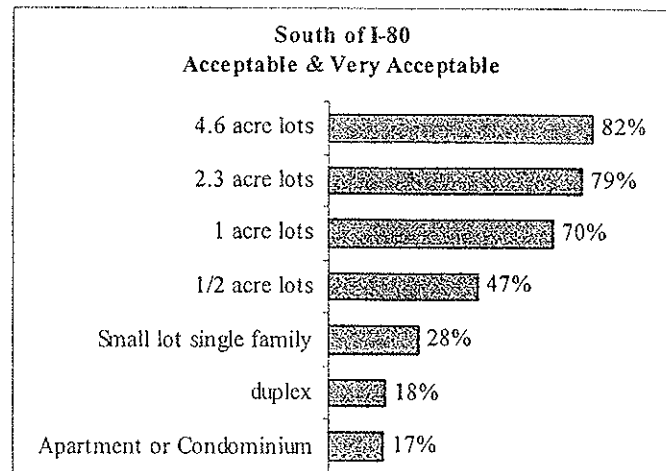 South of I-80
Acceptable & Very Acceptable
4.6 acre lots 82%
2.3 acre lots 79%
1 acre lots 70%
1/2 acre lots 47%
Small lot single family 28%
duplex 18%
Apartment or Condominium 17%